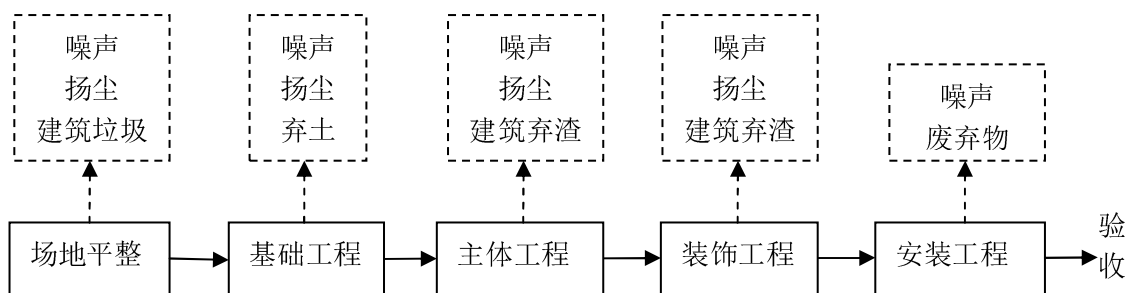 噪声
扬尘
建筑垃圾
噪声
扬尘
弃土
噪声
扬尘
建筑弃渣
噪声
扬尘
建筑弃渣
噪声
废弃物
场地平整
基础工程
主体工程
装饰工程
安装工程
验
收